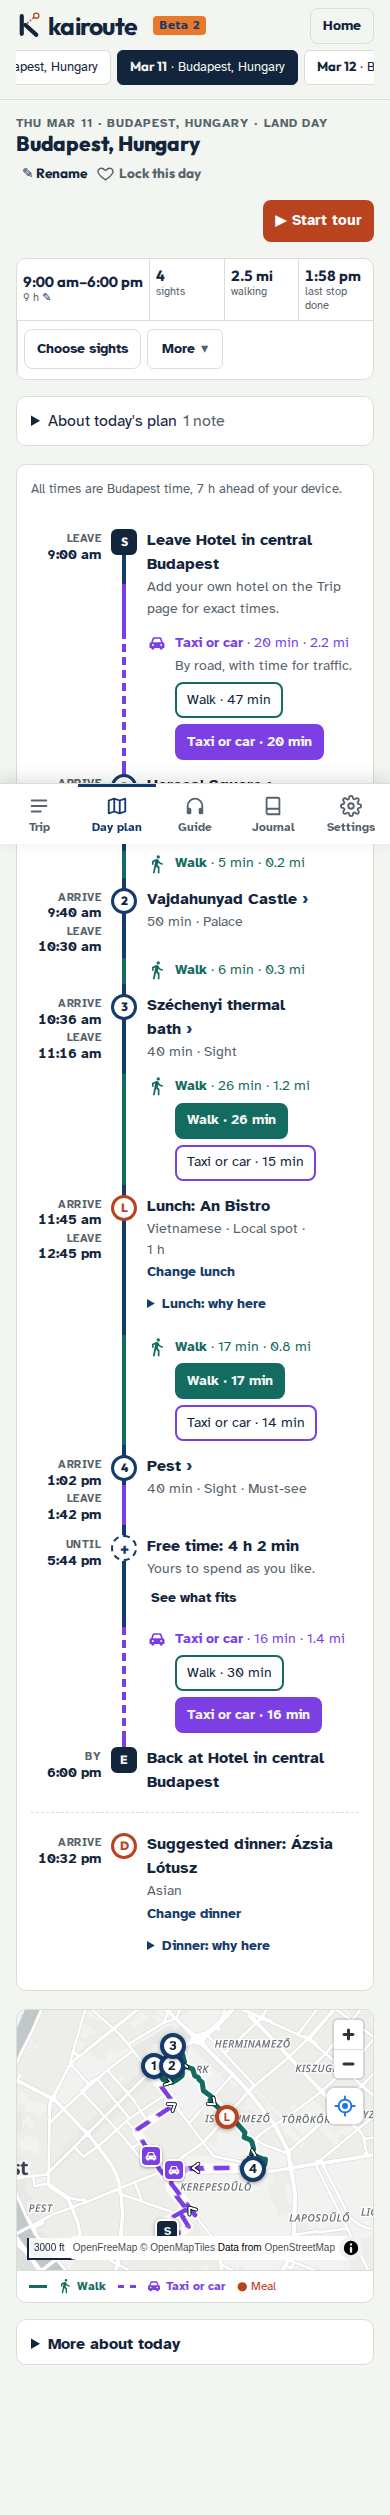 kairoute Beta 2 Home
apest, Hungary Mar 11 · Budapest, Hungary Mar 12 · B
THU MAR 11 · BUDAPEST, HUNGARY · LAND DAY
Budapest, Hungary
✎ Rename Lock this day
▶ Start tour
9:00 am–6:00 pm
9 h ✎
4
sights
2.5 mi
walking
1:58 pm
last stop
done
Choose sights More ▾
▶ About today's plan 1 note
All times are Budapest time, 7 h ahead of your device.
LEAVE
9:00 am
S
Leave Hotel in central
Budapest
Add your own hotel on the Trip
page for exact times.
Taxi or car · 20 min · 2.2 mi
By road, with time for traffic.
Walk · 47 min
Taxi or car · 20 min
Trip Day plan Guide Journal Settings
Walk · 5 min · 0.2 mi
ARRIVE
9:40 am
LEAVE
10:30 am
2
Vajdahunyad Castle ›
50 min · Palace
Walk · 6 min · 0.3 mi
ARRIVE
10:36 am
LEAVE
11:16 am
3
Széchenyi thermal
bath ›
40 min · Sight
Walk · 26 min · 1.2 mi
Walk · 26 min
Taxi or car · 15 min
ARRIVE
11:45 am
LEAVE
12:45 pm
L
Lunch: An Bistro
Vietnamese · Local spot ·
1 h
Change lunch
▶ Lunch: why here
Walk · 17 min · 0.8 mi
Walk · 17 min
Taxi or car · 14 min
ARRIVE
1:02 pm
LEAVE
1:42 pm
4
Pest ›
40 min · Sight · Must-see
UNTIL
5:44 pm
+
Free time: 4 h 2 min
Yours to spend as you like.
See what fits
Taxi or car · 16 min · 1.4 mi
Walk · 30 min
Taxi or car · 16 min
BY
6:00 pm
E
Back at Hotel in central
Budapest
ARRIVE
10:32 pm
D
Suggested dinner: Ázsia
Lótusz
Asian
Change dinner
▶ Dinner: why here
HERMINAMEZŐ
3
1 2
RK
KISZUG
L
TÖRÖKŐR
4
KEREPESDŰLŐ
st
PEST
LAPOSDŰLŐ
S
+
−
3000 ft OpenFreeMap © OpenMapTiles Data from OpenStreetMap
Walk Taxi or car Meal
▶ More about today